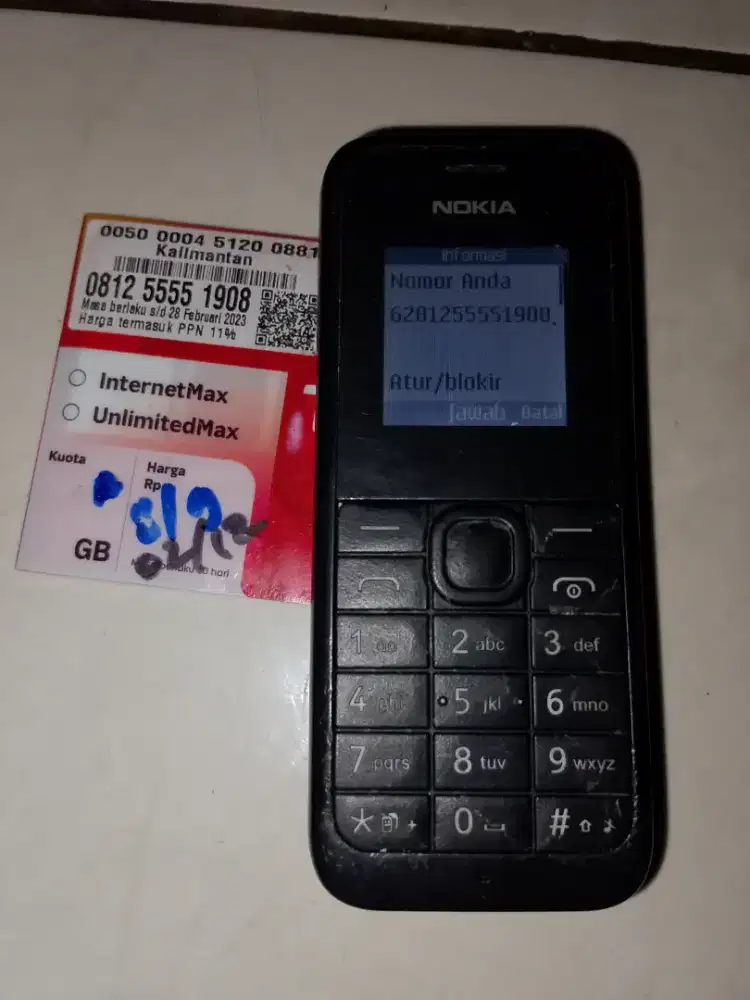 0050 0004 5120 0881
Kalimantan
0812 5555 1908
Masa berlaku s/d 28 Februari 2023
Harga termasuk PPN 11%
InternetMax
UnlimitedMax
Kuota
Harga
Rp
GB
hari
NOKIA
Informasi
Nomor Anda
6281255551908.
Atur/blokir
Jawab Batal
1
2 abc
3 def
4 ghi
5 jkl
6 mno
7 pqrs
8 tuv
9 wxyz
* +
0
#